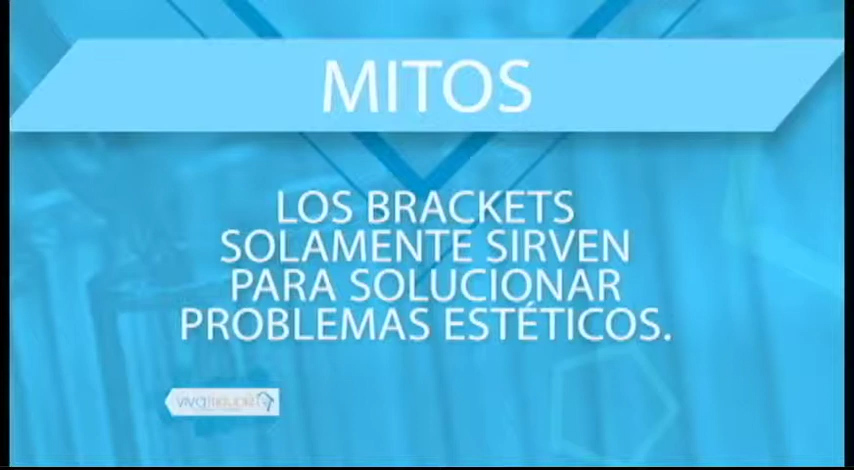 MITOS
LOS BRACKETS
SOLAMENTE SIRVEN
PARA SOLUCIONAR
PROBLEMAS ESTÉTICOS.